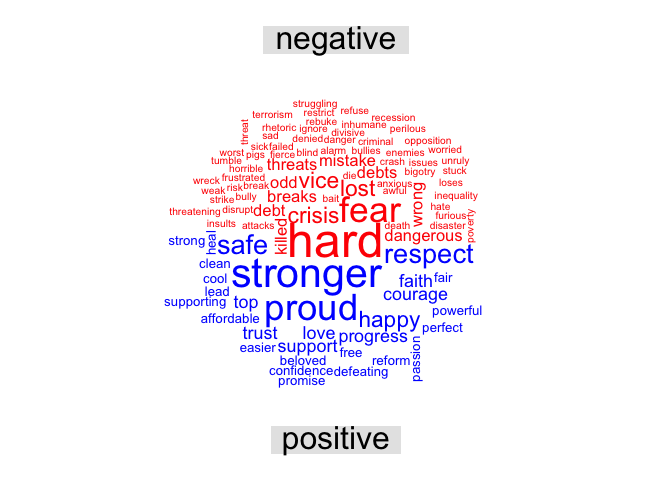 negative
struggling
terrorism restrict refuse
rebuke recession
threat rhetoric ignore inhumane perilous
sad divisive
denied danger criminal opposition
sick failed
worst pigs fierce blind alarm bullies enemies worried
tumble threats mistake crash issues unruly
horrible die debts bigotry stuck
wreck frustrated odd vice lost anxious loses
weak risk break awful
strike bully breaks bait wrong inequality
threatening disrupt debt crisis fear hate
furious
insults attacks killed hard death disaster poverty
dangerous
strong heal safe respect
clean stronger
cool faith fair
lead courage
supporting top proud
affordable happy powerful
trust love progress perfect
easier support free passion
beloved reform
confidence defeating
promise
positive